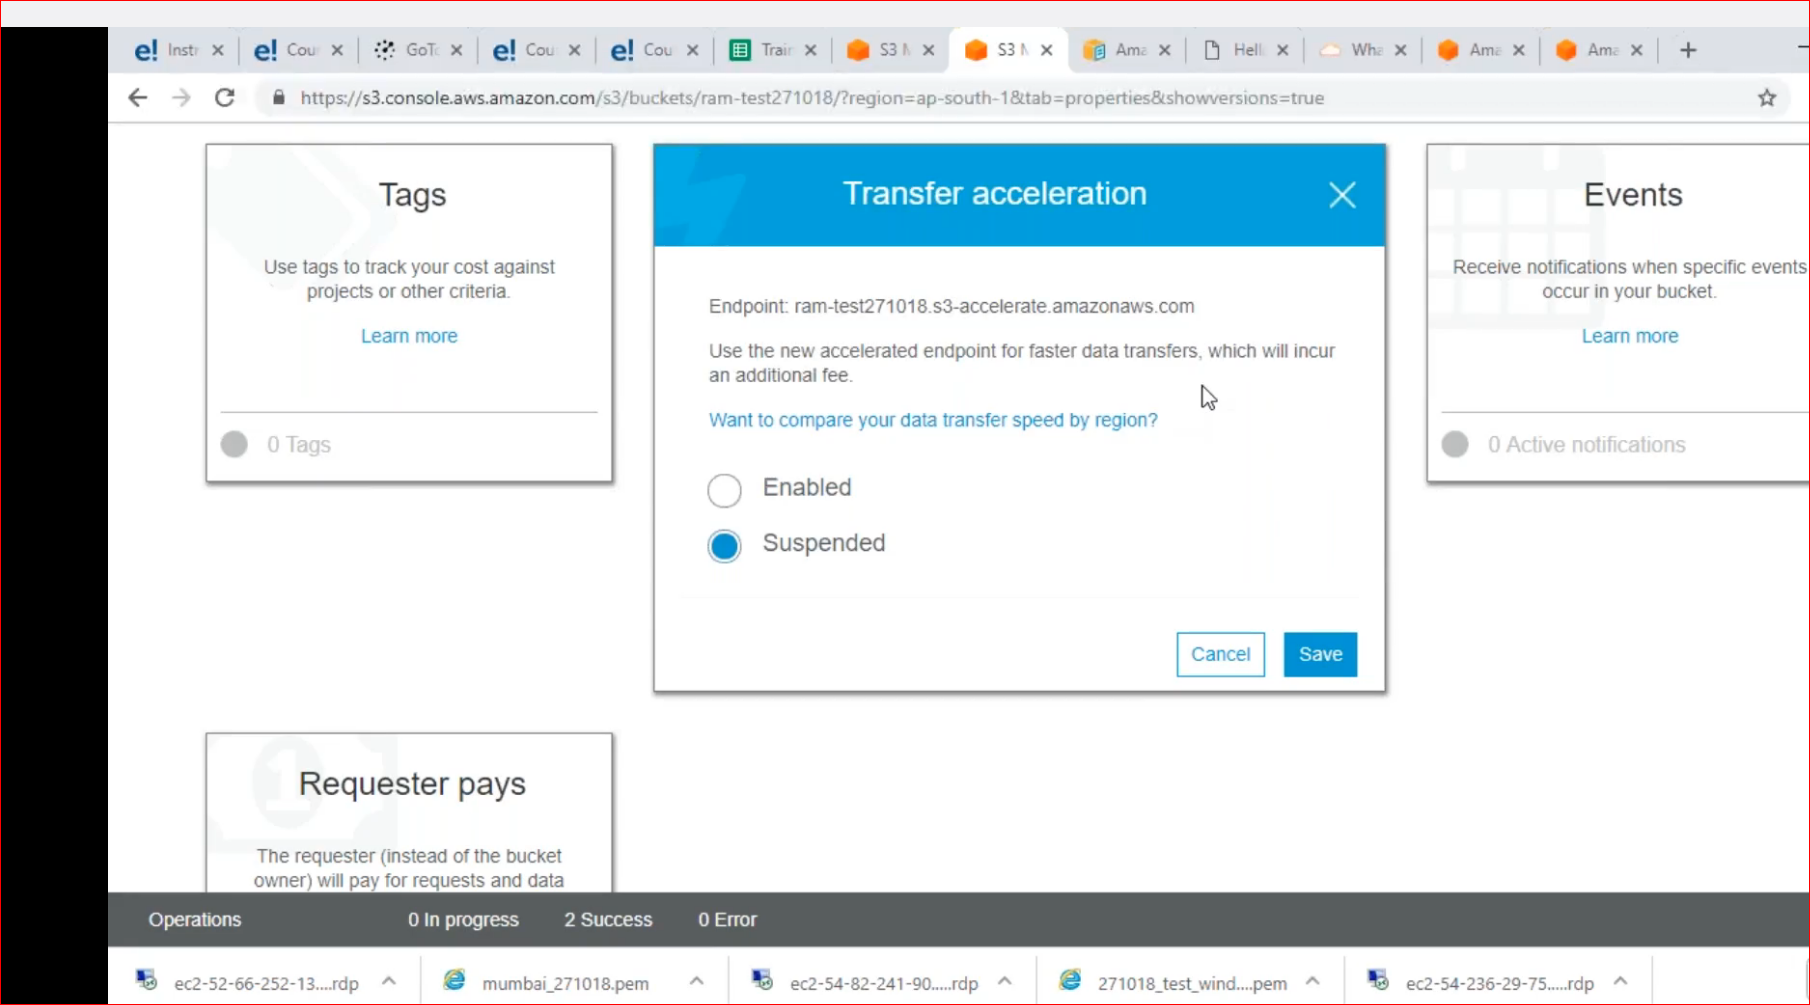 Instr
Cour
GoTo
Cou
Cou
Train
S3 M
S3 M
Ama
Hell
Wha
Ama
Ama
https://s3.console.aws.amazon.com/s3/buckets/ram-test271018/?region=ap-south-1&tab=properties&showversions=true
Tags
Use tags to track your cost against
projects or other criteria.
Learn more
0 Tags
Transfer acceleration
Endpoint: ram-test271018.s3-accelerate.amazonaws.com
Use the new accelerated endpoint for faster data transfers, which will incur
an additional fee.
Want to compare your data transfer speed by region?
Enabled
Suspended
Cancel
Save
Events
Receive notifications when specific events
occur in your bucket.
Learn more
0 Active notifications
Requester pays
The requester (instead of the bucket
owner) will pay for requests and data
Operations 0 In progress 2 Success 0 Error
ec2-52-66-252-13....rdp
mumbai_271018.pem
ec2-54-82-241-90....rdp
271018_test_wind....pem
ec2-54-236-29-75....rdp